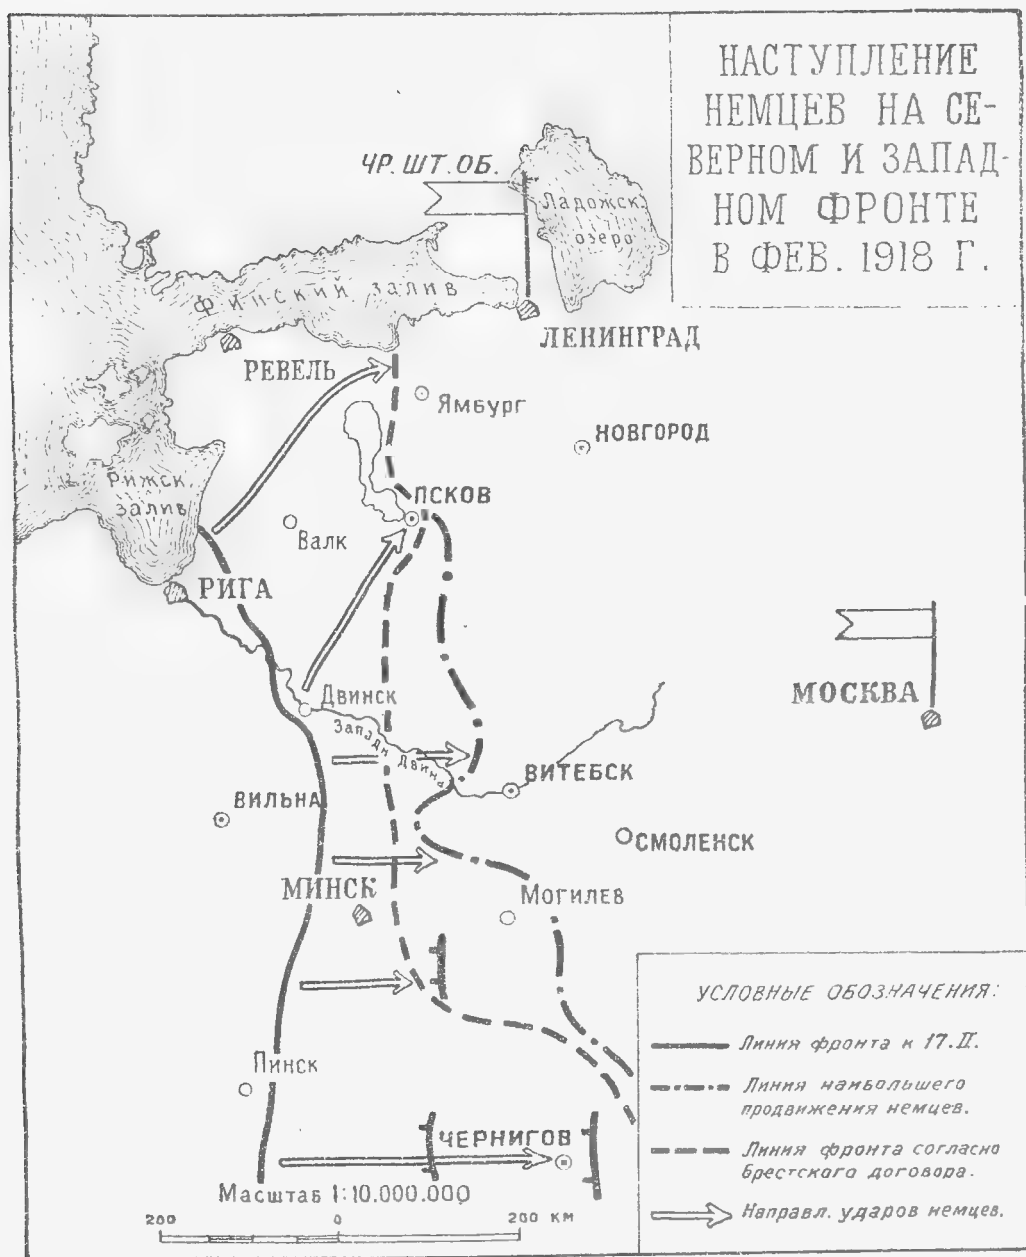 НАСТУПЛЕНИЕ
НЕМЦЕВ НА СЕ-
ВЕРНОМ И ЗАПАД-
НОМ ФРОНТЕ
В ФЕВ. 1918 Г.
ЧР. ШТ. ОБ.
Ладожск.
озеро
Финский залив
ЛЕНИНГРАД
РЕВЕЛЬ
Ямбург
НОВГОРОД
Рижск.
залив
ПСКОВ
Валк
РИГА
МОСКВА
Двинск
Западн Двина
ВИТЕБСК
ВИЛЬНА
СМОЛЕНСК
МИНСК
Могилев
Пинск
ЧЕРНИГОВ
Масштаб 1:10.000.000
200 0 200 КМ
УСЛОВНЫЕ ОБОЗНАЧЕНИЯ:
Линия фронта к 17.II.
Линия наибольшего
продвижения немцев.
Линия фронта согласно
Брестского договора.
Направл. ударов немцев.